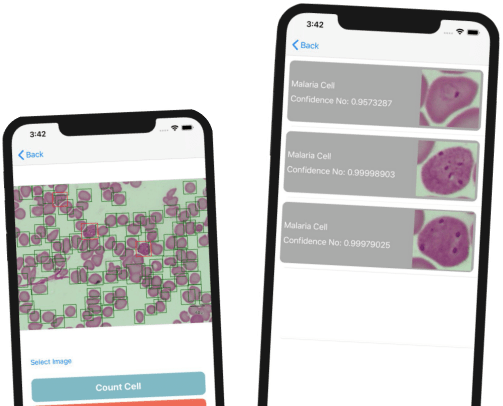 3:42
Back
Select Image
Count Cell
3:42
Back
Malaria Cell
Confidence No: 0.9573287
Malaria Cell
Confidence No: 0.99998903
Malaria Cell
Confidence No: 0.99979025